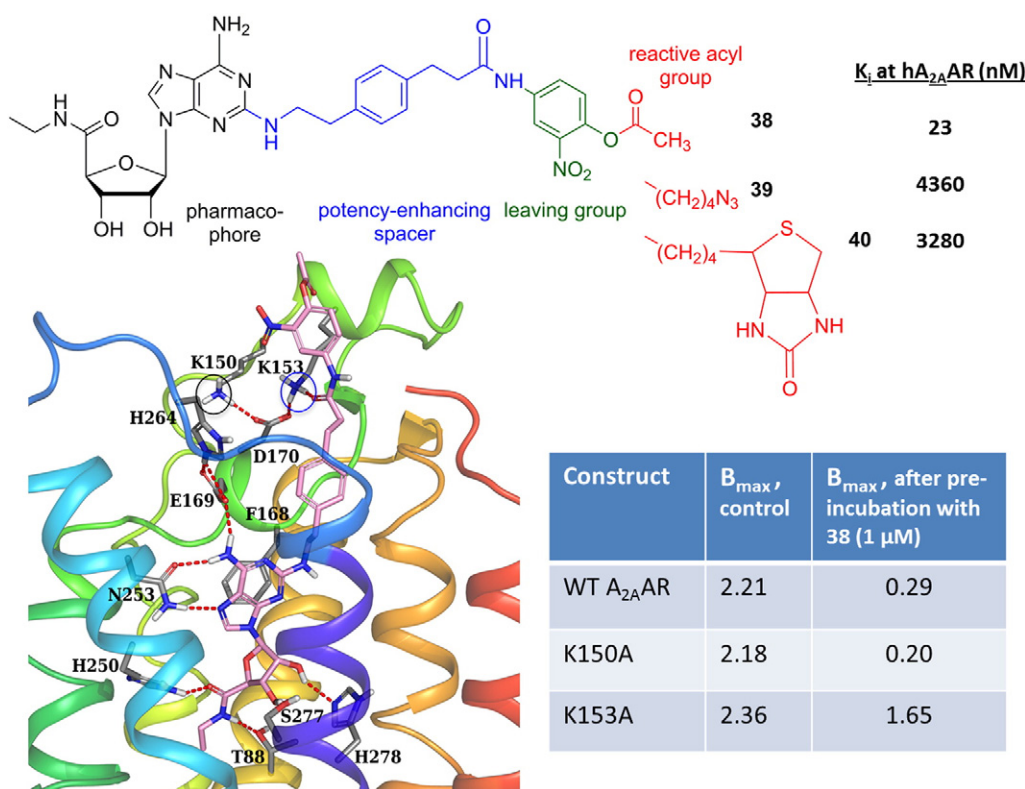 NH₂
N
N
N
N
N
H
O
HN
O
OH
OH
O
NH
NO₂
O
O
CH₃
reactive acyl
group
Kᵢ at hA₂ₐAR (nM)
38
23
pharmaco-
phore
potency-enhancing
spacer
leaving group
(CH₂)₄N₃
39
4360
(CH₂)₄
S
40
3280
HN
NH
O
K150
K153
H264
D170
E169
F168
N253
H250
S277
T88
H278
Construct
Bₘₐₓ, control
Bₘₐₓ, after pre-incubation with 38 (1 μM)
WT A₂ₐAR
2.21
0.29
K150A
2.18
0.20
K153A
2.36
1.65